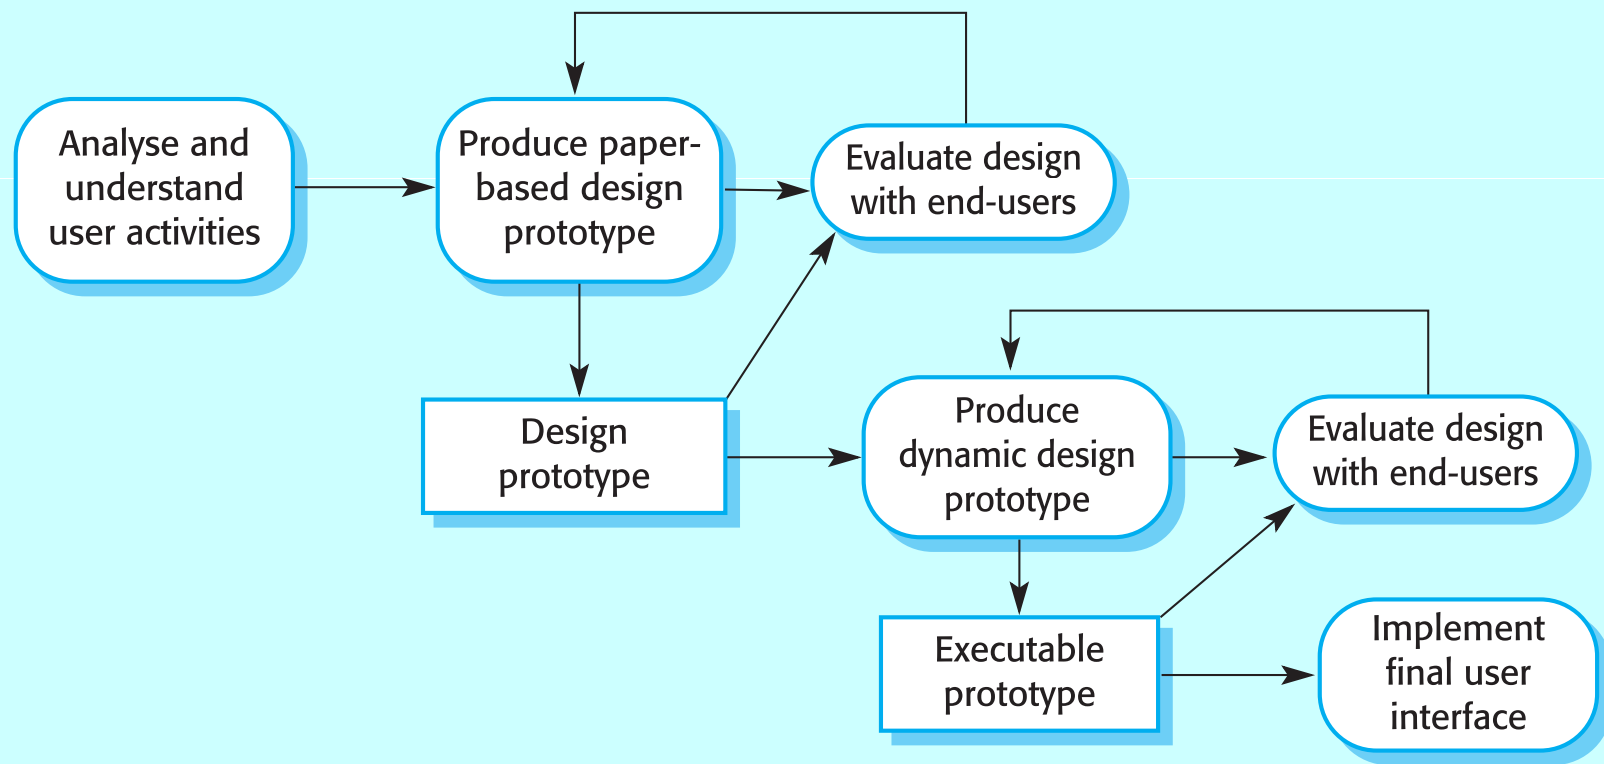 Analyse and
understand
user activities
Produce paper-
based design
prototype
Evaluate design
with end-users
Design
prototype
Produce
dynamic design
prototype
Evaluate design
with end-users
Executable
prototype
Implement
final user
interface